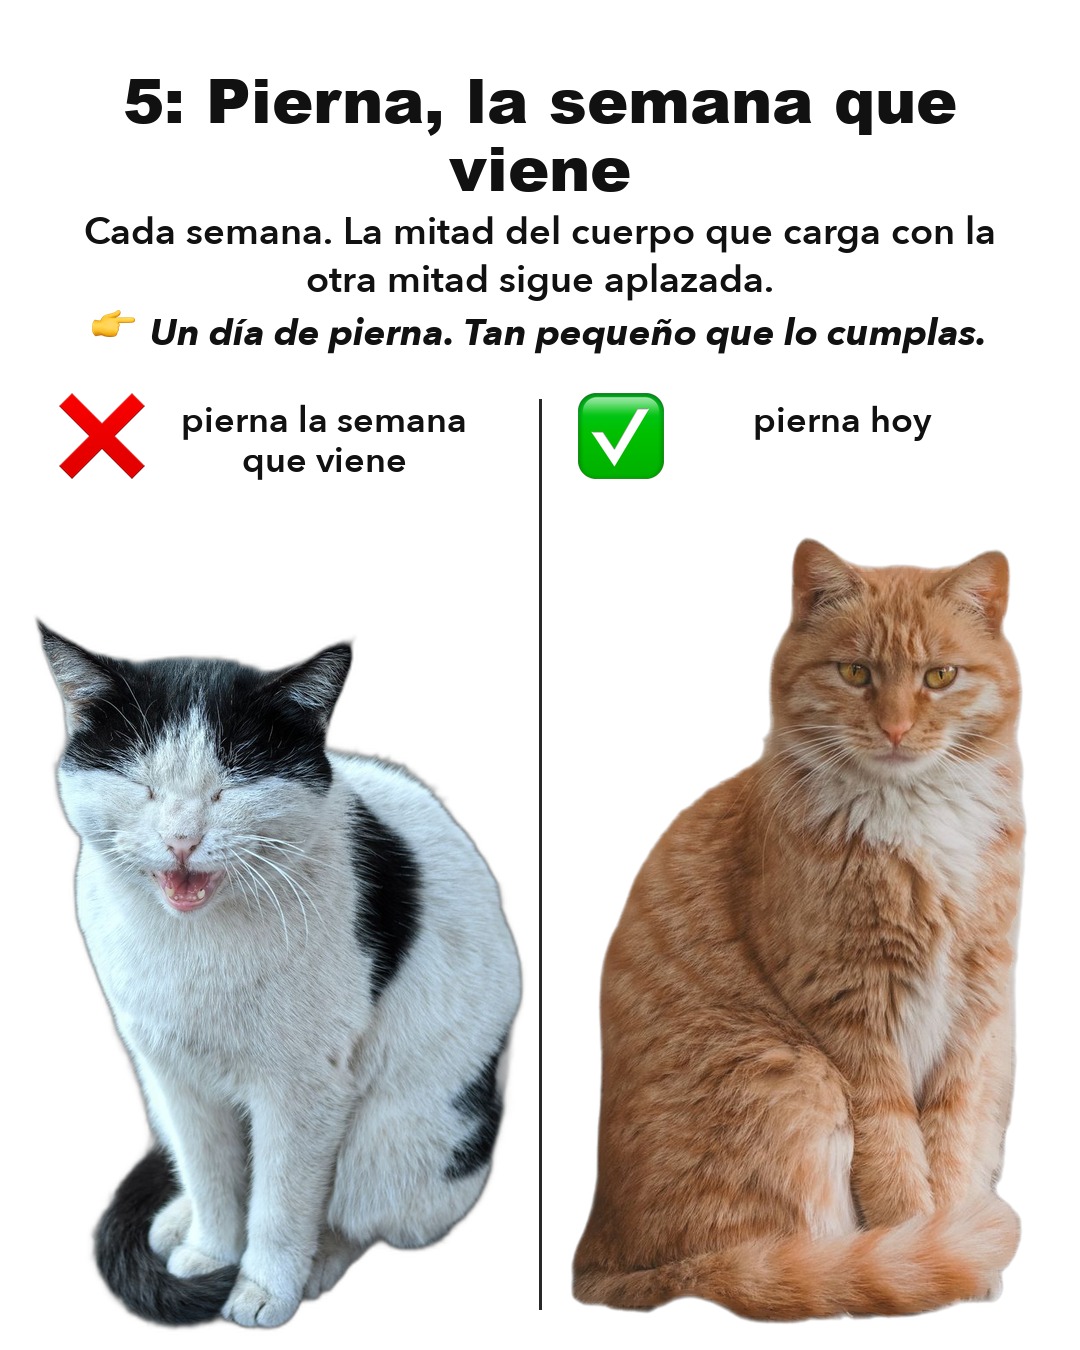 5: Pierna, la semana que
viene
Cada semana. La mitad del cuerpo que carga con la
otra mitad sigue aplazada.
👉 Un día de pierna. Tan pequeño que lo cumplas.
❌ pierna la semana
que viene
✅ pierna hoy